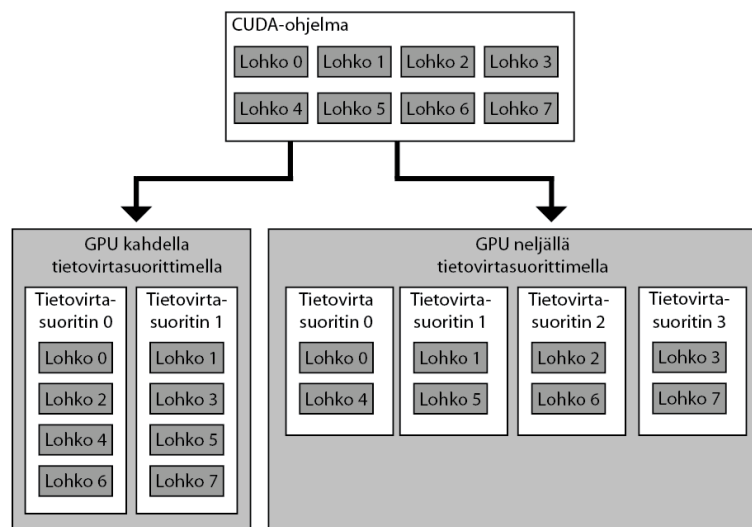 CUDA-ohjelma
Lohko 0 Lohko 1 Lohko 2 Lohko 3
Lohko 4 Lohko 5 Lohko 6 Lohko 7
GPU kahdella
tietovirtasuorittimella
Tietovirta-
suoritin 0
Lohko 0
Lohko 2
Lohko 4
Lohko 6
Tietovirta-
suoritin 1
Lohko 1
Lohko 3
Lohko 5
Lohko 7
GPU neljällä
tietovirtasuorittimella
Tietovirta
suoritin 0
Lohko 0
Lohko 4
Tietovirta-
suoritin 1
Lohko 1
Lohko 5
Tietovirta-
suoritin 2
Lohko 2
Lohko 6
Tietovirta-
suoritin 3
Lohko 3
Lohko 7